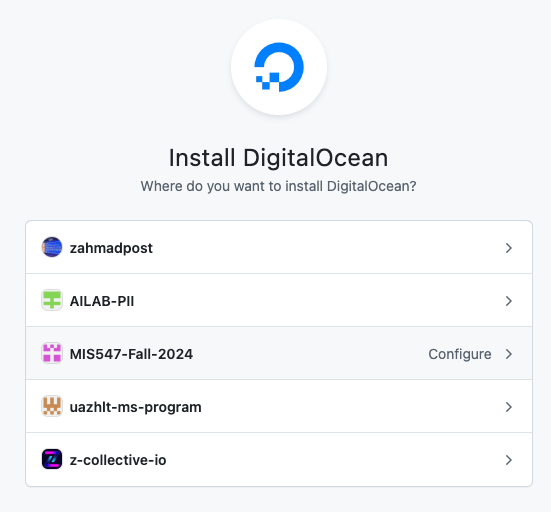 Install DigitalOcean
Where do you want to install DigitalOcean?
zahmadpost
AILAB-PII
MIS547-Fall-2024 Configure
uazhlt-ms-program
z-collective-io